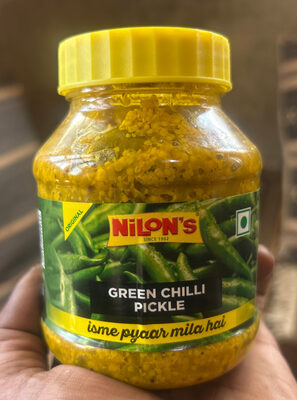 ORIGINAL
NiLON'S
SINCE 1962
GREEN CHILLI
PICKLE
isme pyaar mila hai